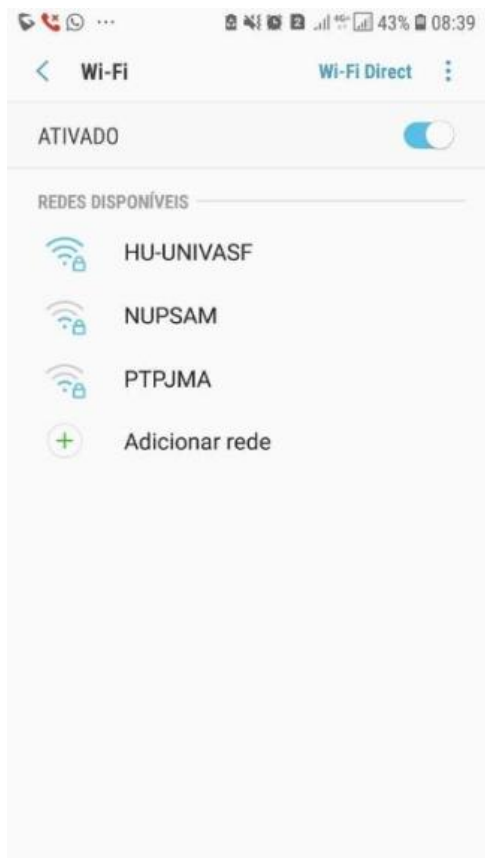 43% 08:39
Wi-Fi Wi-Fi Direct
ATIVADO
REDES DISPONÍVEIS
HU-UNIVASF
NUPSAM
PTPJMA
Adicionar rede